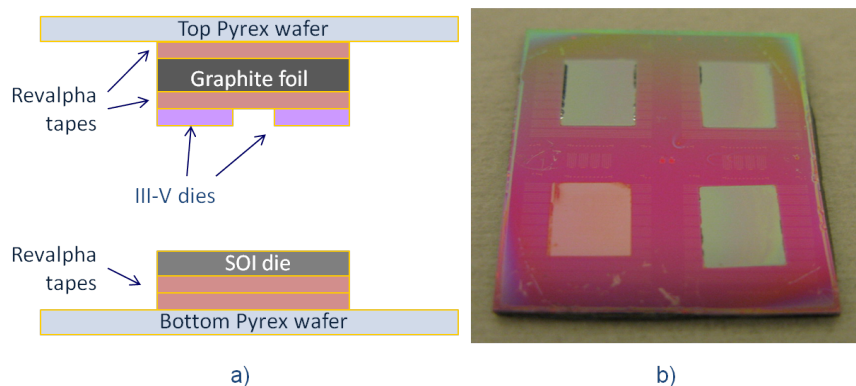 Top Pyrex wafer
Graphite foil
Revalpha
tapes
III-V dies
Revalpha
tapes
SOI die
Bottom Pyrex wafer
a)
b)